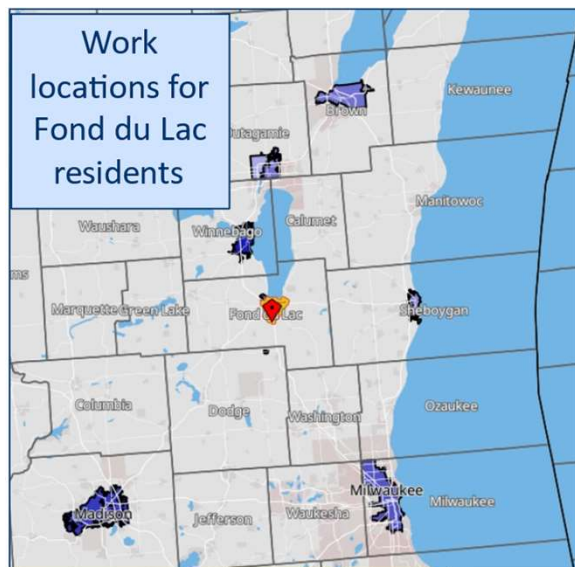 Work
locations for
Fond du Lac
residents
Kewaunee
Brown
Outagamie
Manitowoc
Waushara
Winnebago
Calumet
ms
Marquette
Green Lake
Fond du Lac
Sheboygan
Columbia
Dodge
Washington
Ozaukee
Madison
Jefferson
Waukesha
Milwaukee
Milwaukee